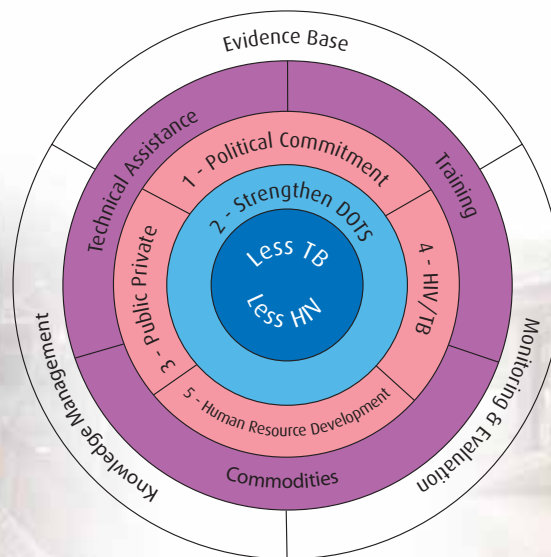 Evidence Base
Technical Assistance
Training
1 - Political Commitment
2 - Strengthen DOTS
Less TB
Less HN
3 - Public Private
4 - HIV/TB
5 - Human Resource Development
Commodities
Knowledge Management
Monitoring & Evaluation